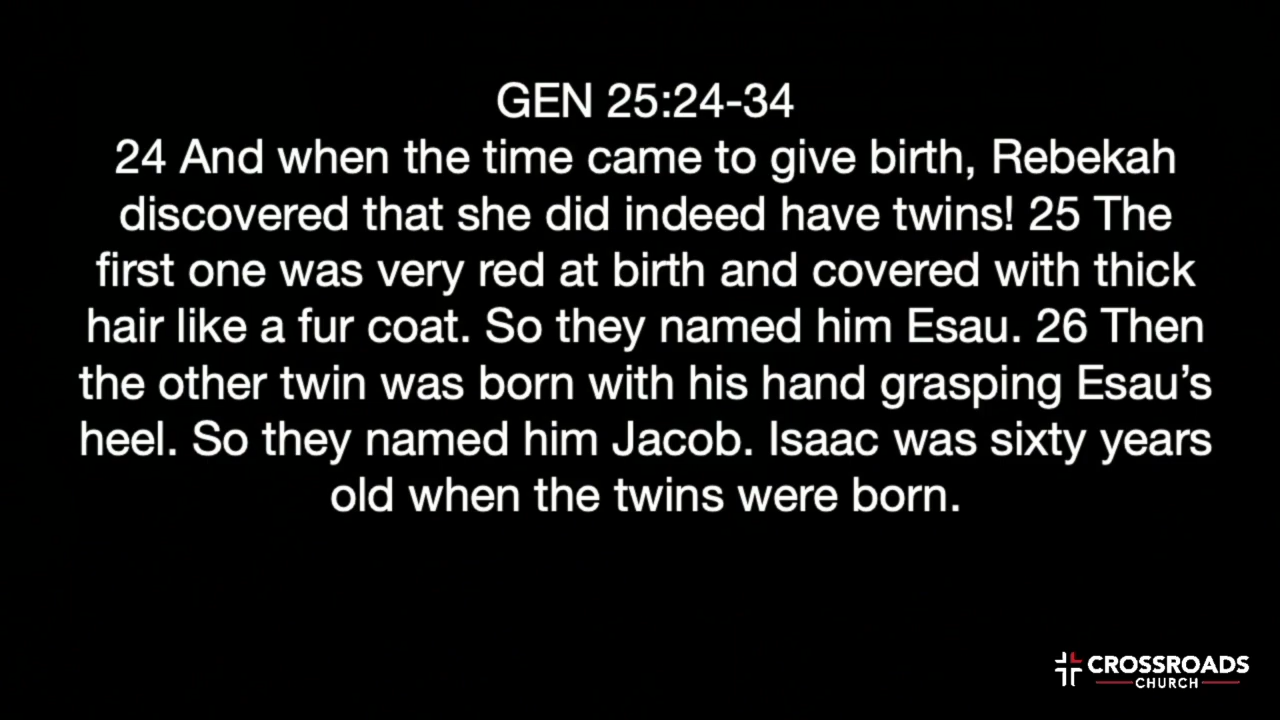 GEN 25:24-34
24 And when the time came to give birth, Rebekah
discovered that she did indeed have twins! 25 The
first one was very red at birth and covered with thick
hair like a fur coat. So they named him Esau. 26 Then
the other twin was born with his hand grasping Esau’s
heel. So they named him Jacob. Isaac was sixty years
old when the twins were born.
CROSSROADS
CHURCH